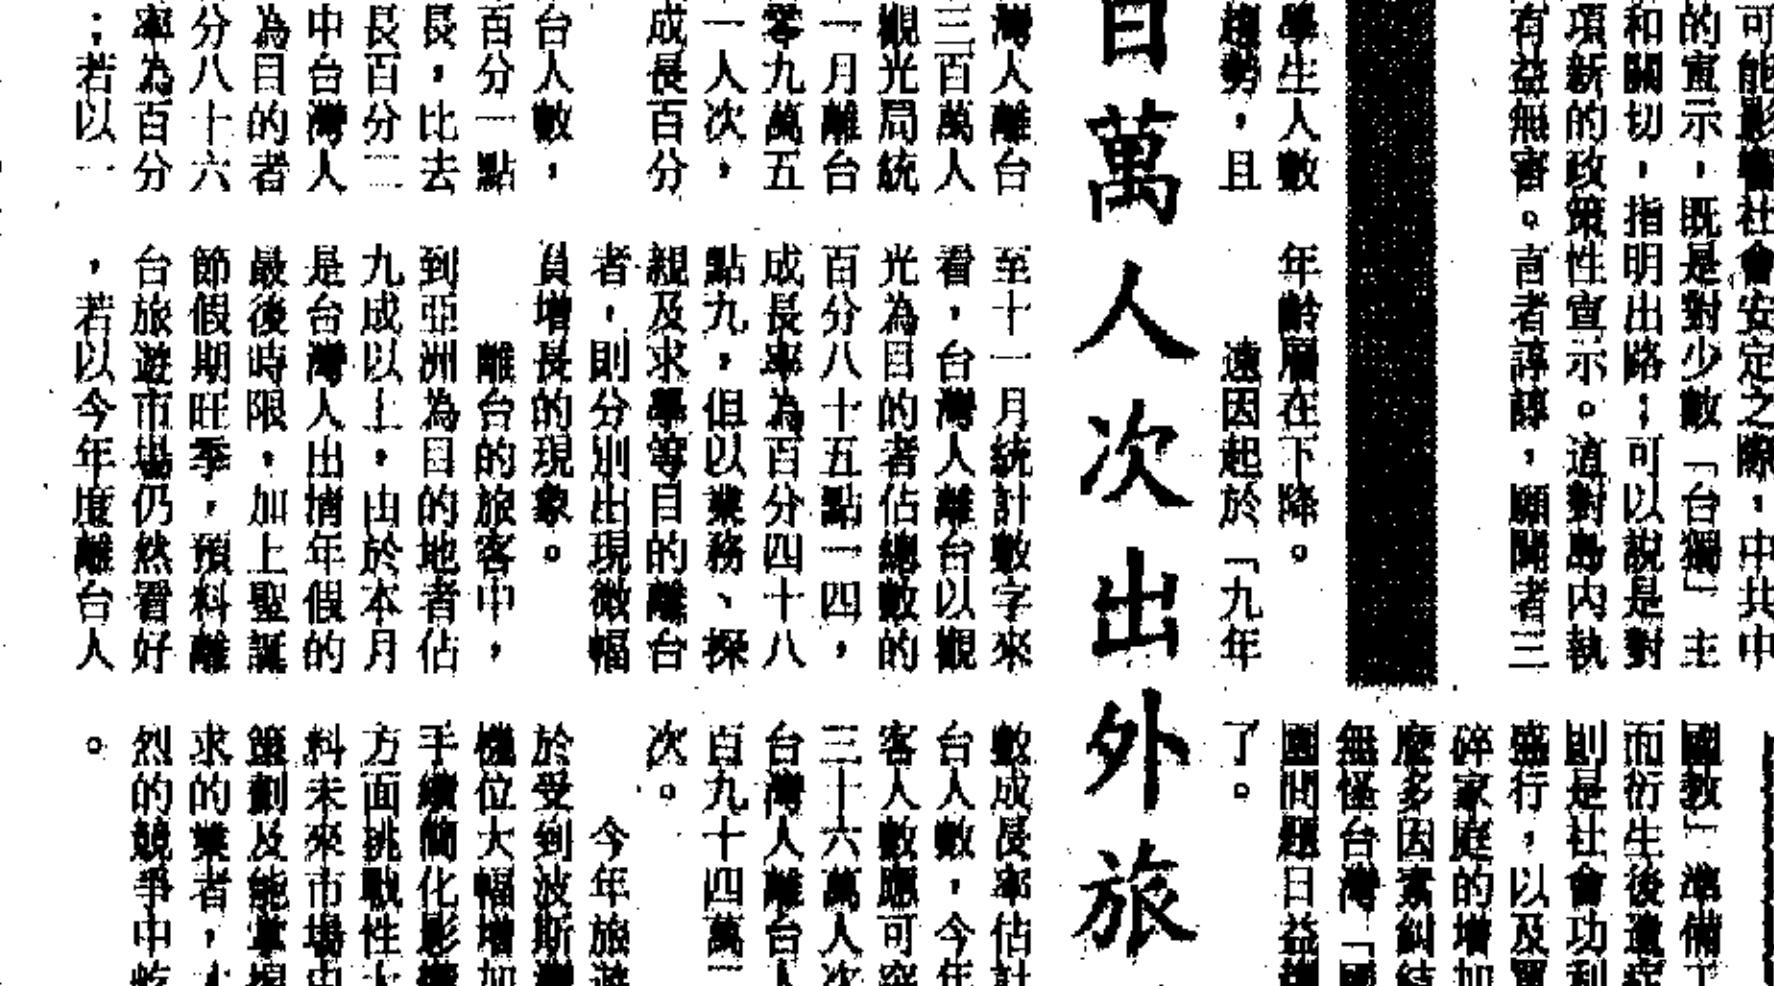 可能影響社會安定之際，中共中
的宣示，既是對少數「台獨」主
和關切，指明出路；可以說是對
項新的政策性宣示。這對島內執
有益無害。言者諄諄，願聞者三
國教」準備工
而衍生後遺症
則是社會功利
盛行，以及單
碎家庭的增加
麼多因素糾結
無怪台灣「國
園問題日益
學生人數
趨勢，且
年齡層在下降。
遠因起於「九年
了。
百萬人次出外旅
灣人離台
三百萬人
觀光局統
一月離台
零九萬五
一人次，
成長百分
台人數，
百分一點
長，比去
長百分二
中台灣人
為目的者
分八十六
率為百分
；若以一
至十一月統計數字來
看，台灣人離台以觀
光為目的者佔總數的
百分八十五點一四，
成長率為百分四十八
點九，但以業務、探
親及求學等目的離台
者，則分別出現微幅
負增長的現象。
離台的旅客中，
到亞洲為目的地者佔
九成以上，由於本月
是台灣人出清年假的
最後時限，加上聖誕
節假期旺季，預料離
台旅遊市場仍然看好
，若以今年度離台人
數成長率估計
台人數，今年
客人數應可突
三十六萬人次
台灣人離台人
百九十四萬一
次。
今年旅遊
於受到波斯灣
機位大幅增加
手續簡化影響
方面挑戰性大
料未來市場中
策劃及能掌握
求的業者，才
烈的競爭中屹
。